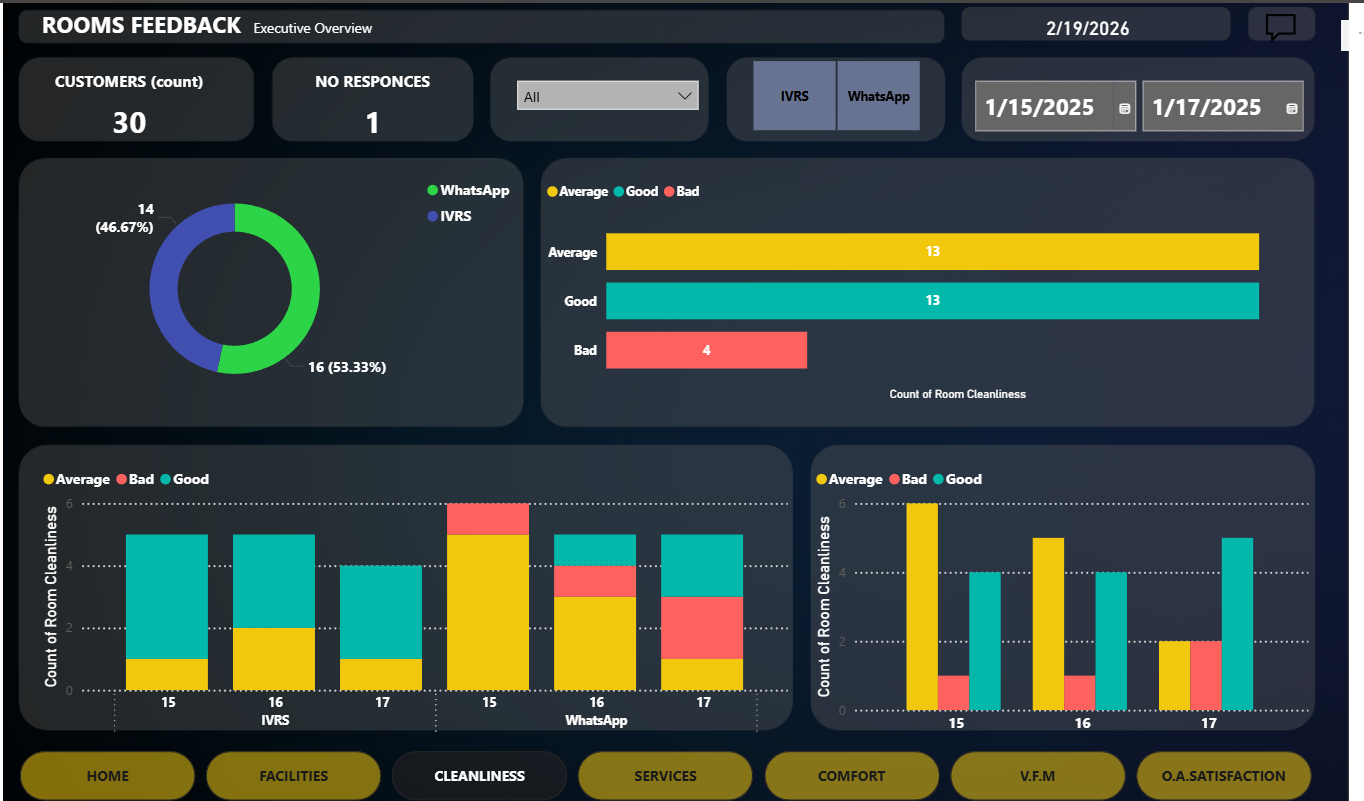 ROOMS FEEDBACK Executive Overview
2/19/2026
CUSTOMERS (count)
30
NO RESPONCES
1
All
IVRS
WhatsApp
1/15/2025
1/17/2025
WhatsApp
IVRS
14
(46.67%)
16 (53.33%)
Average Good Bad
Average 13
Good 13
Bad 4
Count of Room Cleanliness
Average Bad Good
Count of Room Cleanliness
6
4
2
0
15 16 17 15 16 17
IVRS WhatsApp
Average Bad Good
Count of Room Cleanliness
6
4
2
0
15 16 17
HOME FACILITIES CLEANLINESS SERVICES COMFORT V.F.M O.A.SATISFACTION